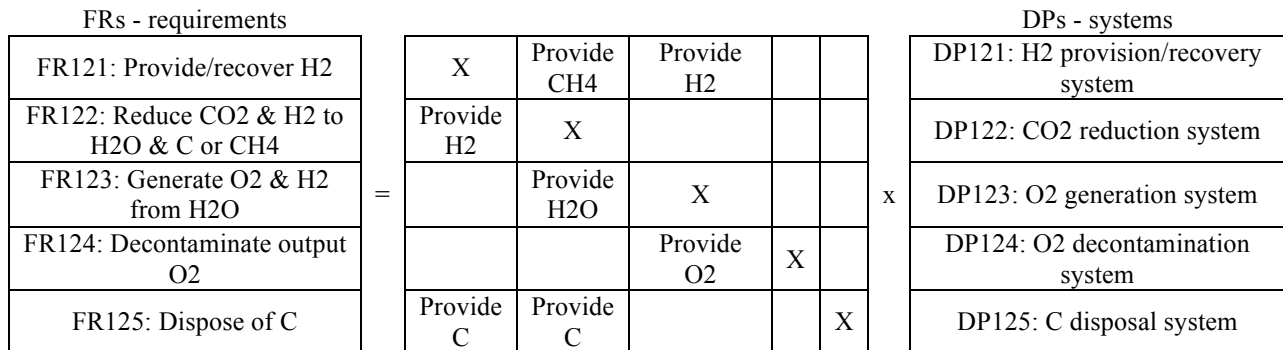 FRs - requirements DPs - systems
FR121: Provide/recover H2 X Provide CH4 Provide H2 DP121: H2 provision/recovery system
FR122: Reduce CO2 & H2 to H2O & C or CH4 Provide H2 X DP122: CO2 reduction system
FR123: Generate O2 & H2 from H2O = Provide H2O X x DP123: O2 generation system
FR124: Decontaminate output O2 Provide O2 X DP124: O2 decontamination system
FR125: Dispose of C Provide C Provide C X DP125: C disposal system